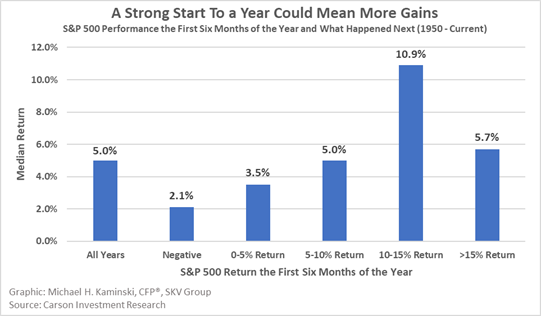 A Strong Start To a Year Could Mean More Gains
S&P 500 Performance the First Six Months of the Year and What Happened Next (1950 - Current)
12.0%
10.0%
8.0%
6.0%
4.0%
2.0%
0.0%
Median Return
5.0%
2.1%
3.5%
5.0%
10.9%
5.7%
All Years
Negative
0-5% Return
5-10% Return
10-15% Return
>15% Return
S&P 500 Return the First Six Months of the Year
Graphic: Michael H. Kaminski, CFP®, SKV Group
Source: Carson Investment Research